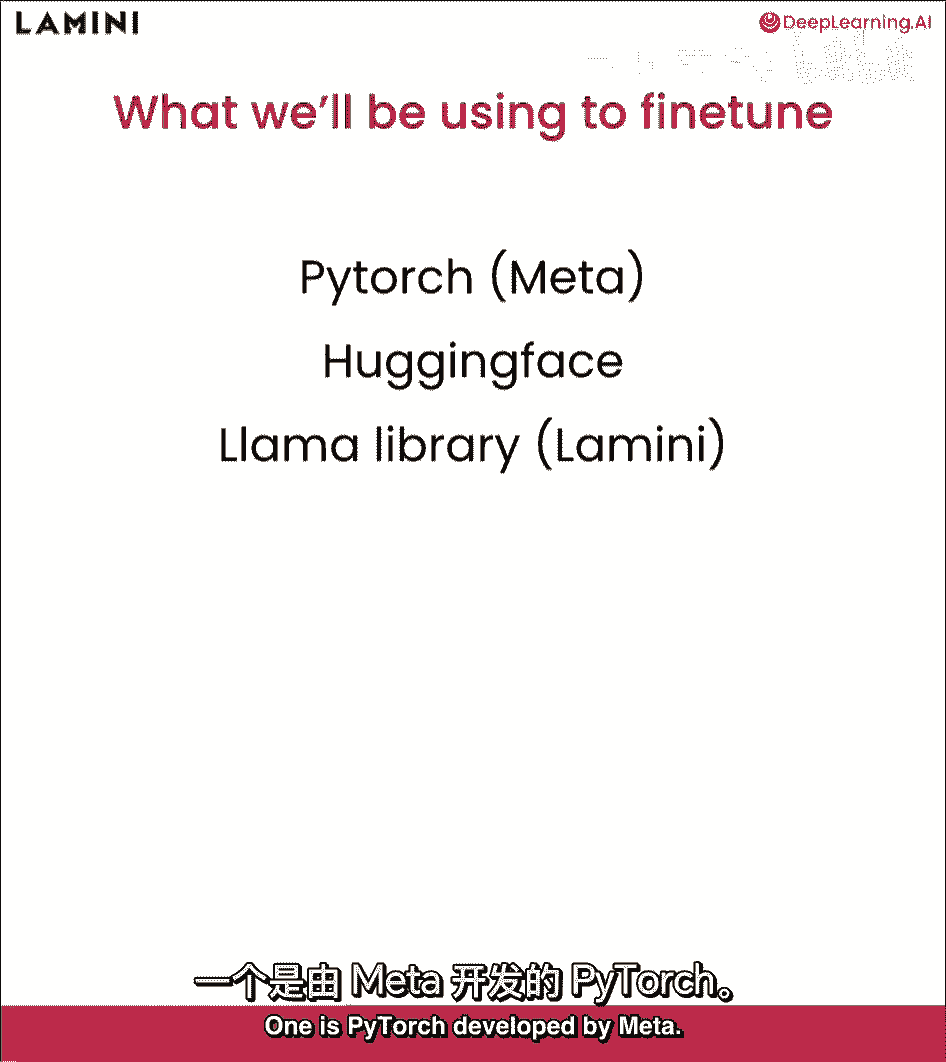 LAMINI
DeepLearning.AI
What we'll be using to finetune
Pytorch (Meta)
Huggingface
Llama library (Lamini)
一个是由 Meta 开发的 PyTorch。
One is PyTorch developed by Meta.